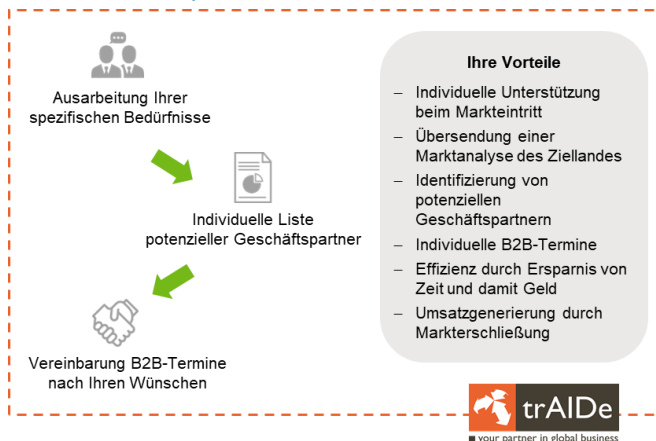 Ausarbeitung Ihrer
spezifischen Bedürfnisse
Individuelle Liste
potenzieller Geschäftspartner
Vereinbarung B2B-Termine
nach Ihren Wünschen
Ihre Vorteile
– Individuelle Unterstützung
beim Markteintritt
– Übersendung einer
Marktanalyse des Ziellandes
– Identifizierung von
potenziellen
Geschäftspartnern
– Individuelle B2B-Termine
– Effizienz durch Ersparnis von
Zeit und damit Geld
– Umsatzgenerierung durch
Markterschließung
trAIDe
your partner in global business